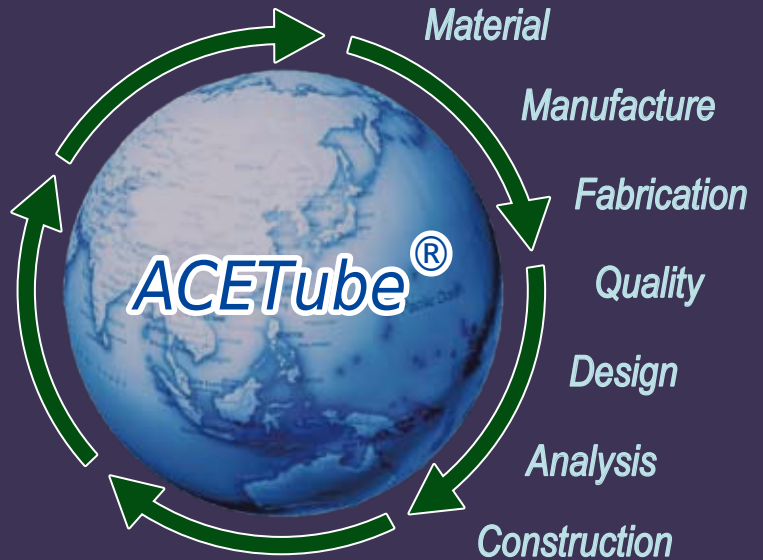 Material
Manufacture
Fabrication
ACETube®
Quality
Design
Analysis
Construction